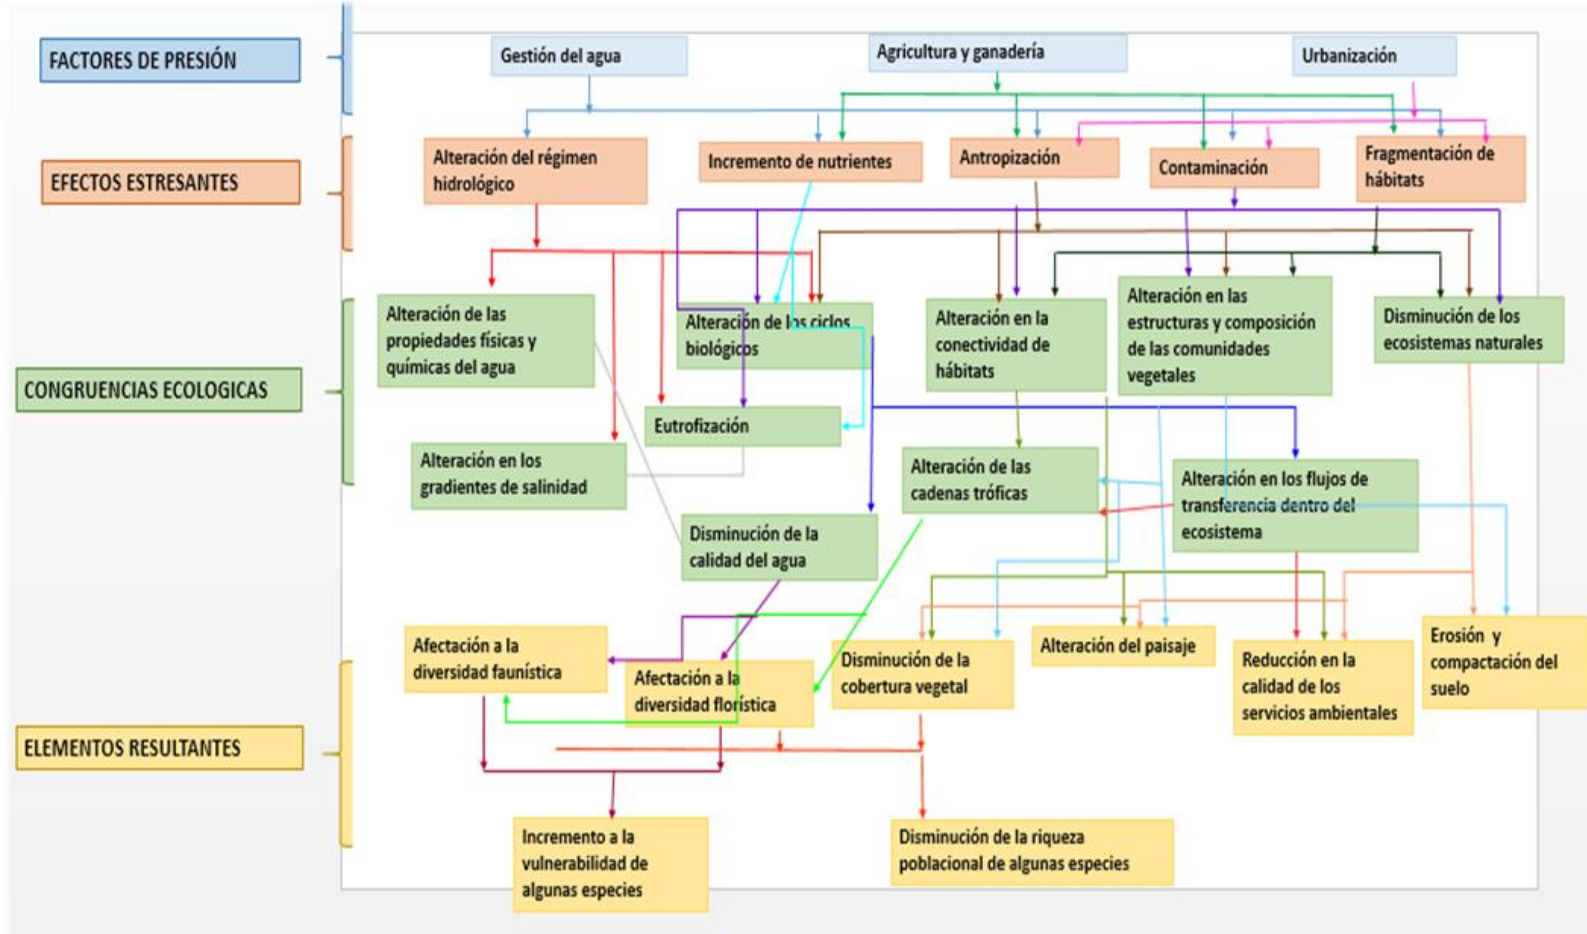 FACTORES DE PRESIÓN
Gestión del agua
Agricultura y ganadería
Urbanización
EFECTOS ESTRESANTES
Alteración del régimen
hidrológico
Incremento de nutrientes
Antropización
Contaminación
Fragmentación de
hábitats
CONGRUENCIAS ECOLOGICAS
Alteración de las
propiedades físicas y
químicas del agua
Alteración de los ciclos
biológicos
Alteración en la
conectividad de
hábitats
Alteración en las
estructuras y composición
de las comunidades
vegetales
Disminución de los
ecosistemas naturales
Eutrofización
Alteración en los
gradientes de salinidad
Alteración de las
cadenas tróficas
Alteración en los flujos de
transferencia dentro del
ecosistema
Disminución de la
calidad del agua
ELEMENTOS RESULTANTES
Afectación a la
diversidad faunística
Afectación a la
diversidad florística
Disminución de la
cobertura vegetal
Alteración del paisaje
Reducción en la
calidad de los
servicios ambientales
Erosión y
compactación del
suelo
Incremento a la
vulnerabilidad de
algunas especies
Disminución de la riqueza
poblacional de algunas especies